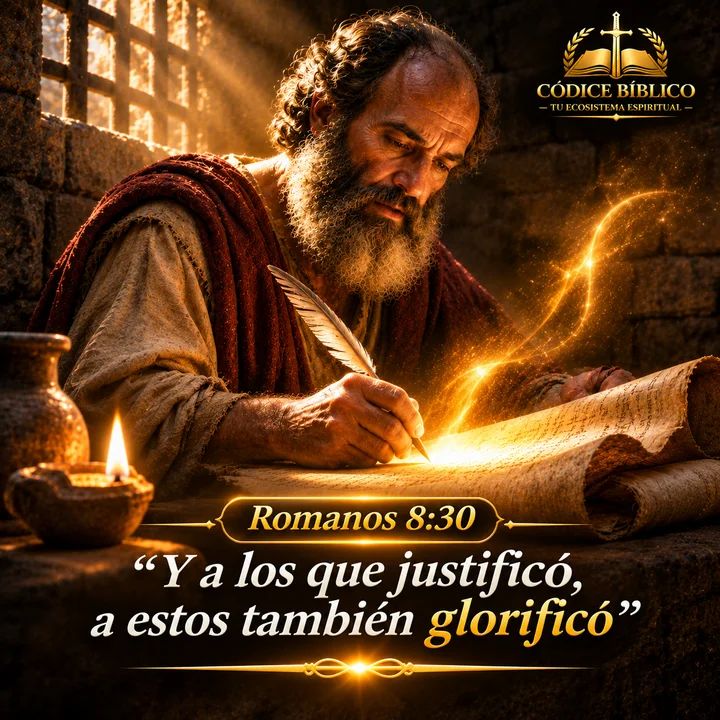 CÓDICE BÍBLICO
TU ECOSISTEMA ESPIRITUAL
Romanos 8:30
“Y a los que justificó,
a estos también glorificó”